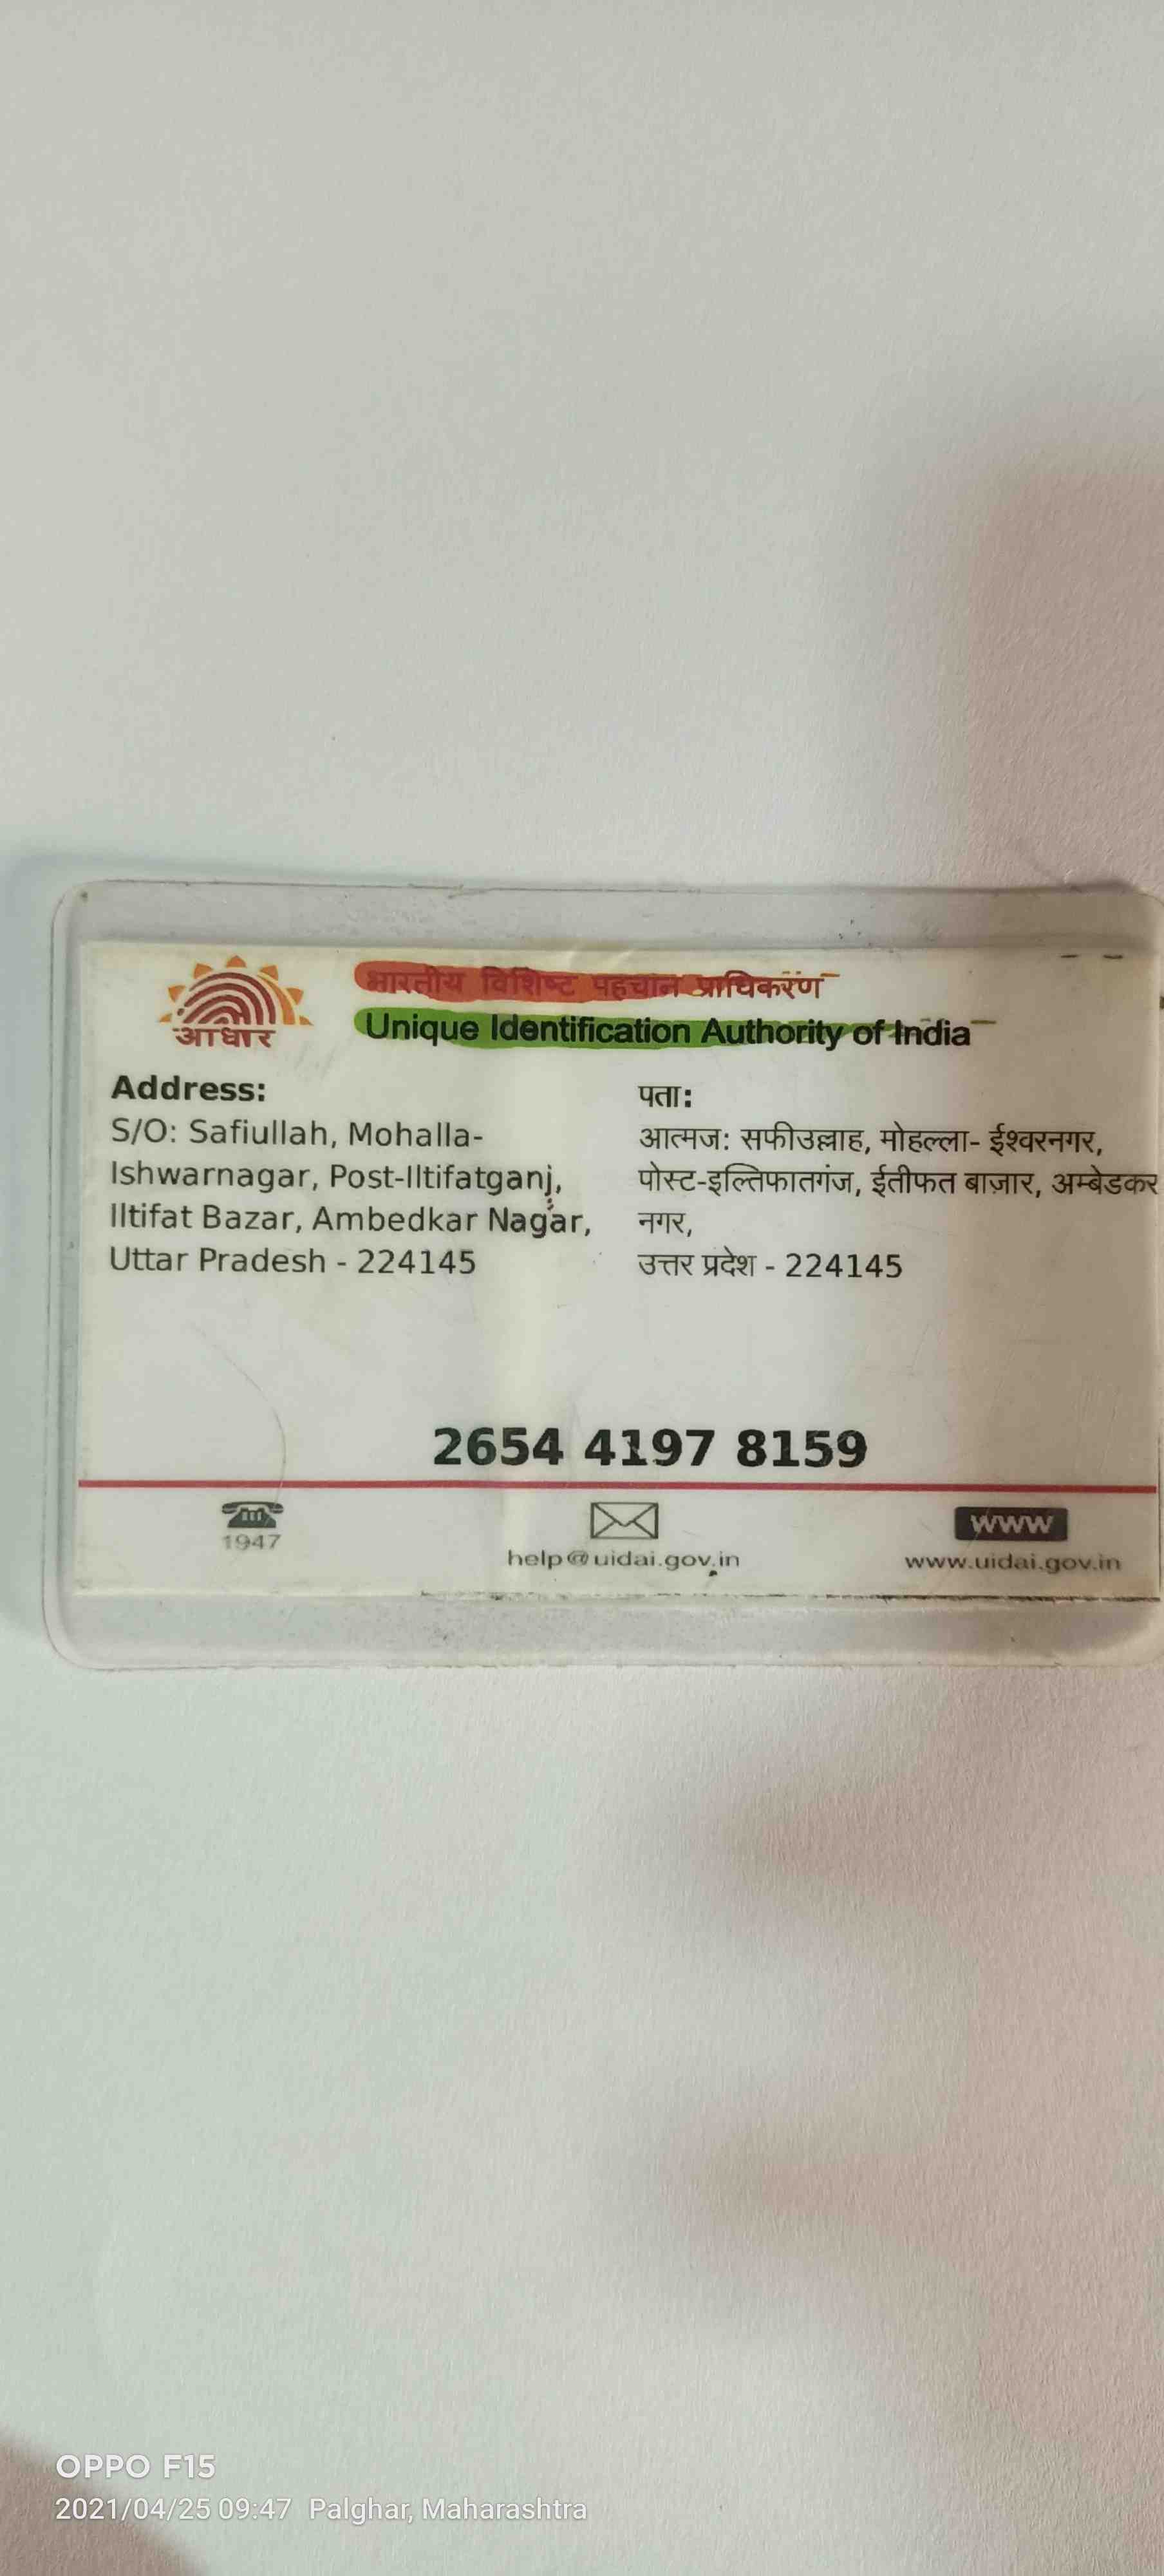 आधार
भारतीय विशिष्ट पहचान प्राधिकरण
Unique Identification Authority of India
Address:
S/O: Safiullah, Mohalla-
Ishwarnagar, Post-Iltifatganj,
Iltifat Bazar, Ambedkar Nagar,
Uttar Pradesh - 224145
पता:
आत्मज: सफीउल्लाह, मोहल्ला- ईश्वरनगर,
पोस्ट-इल्तिफातगंज, ईतीफत बाज़ार, अम्बेडकर
नगर,
उत्तर प्रदेश - 224145
2654 4197 8159
1947
help@uidai.gov.in
www
www.uidai.gov.in
OPPO F15
2021/04/25 09:47 Palghar, Maharashtra